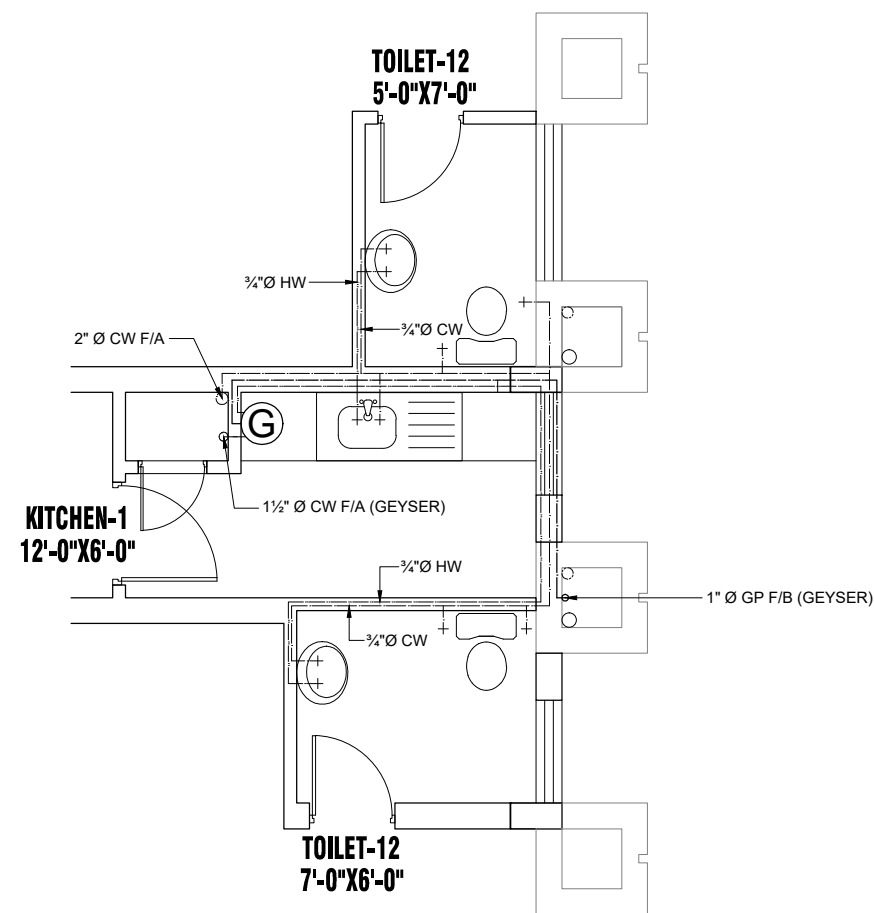 TOILET-12
5'-0"X7'-0"
¾"Ø HW
¾"Ø CW
2" Ø CW F/A
G
1½" Ø CW F/A (GEYSER)
KITCHEN-1
12'-0"X6'-0"
¾"Ø HW
1" Ø GP F/B (GEYSER)
¾"Ø CW
TOILET-12
7'-0"X6'-0"